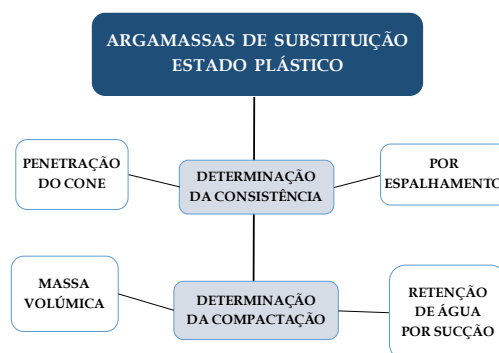 ARGAMASSAS DE SUBSTITUIÇÃO
ESTADO PLÁSTICO
PENETRAÇÃO
DO CONE
DETERMINAÇÃO
DA CONSISTÊNCIA
POR
ESPALHAMENTO
MASSA
VOLÚMICA
DETERMINAÇÃO
DA COMPACTAÇÃO
RETENÇÃO
DE ÁGUA
POR SUCÇÃO